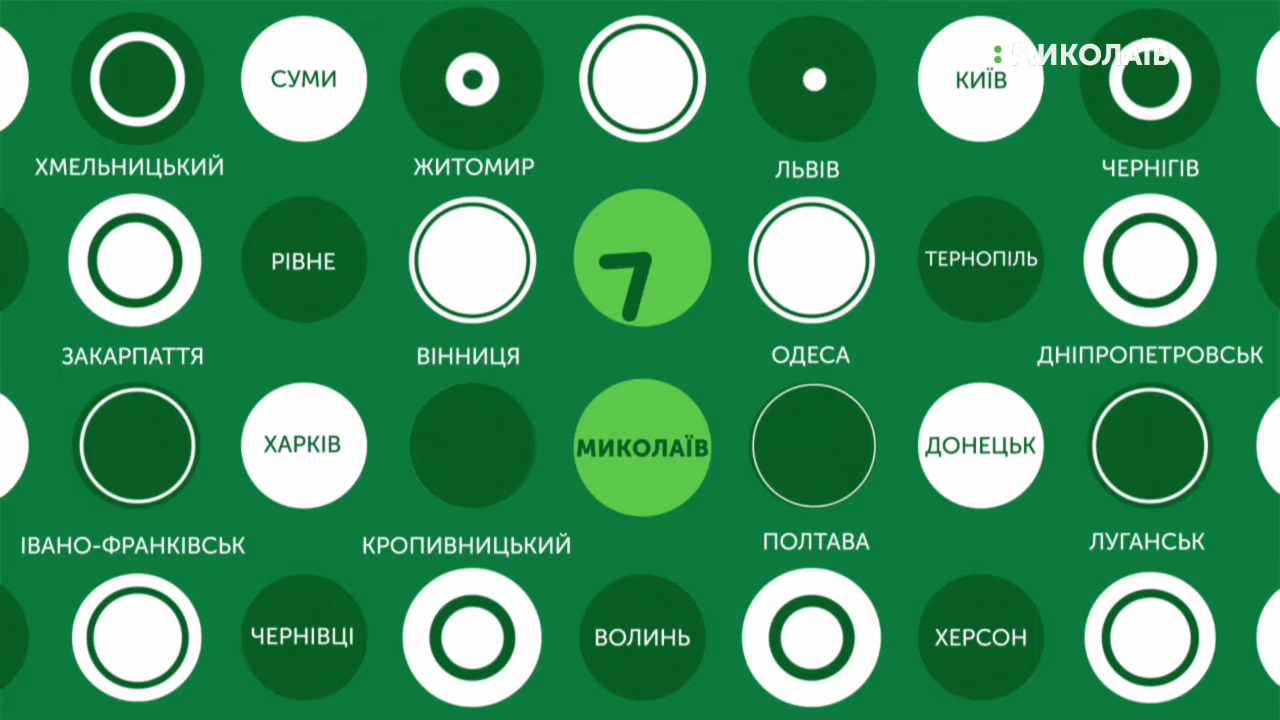 МИКОЛАЇВ
СУМИ
КИЇВ
ХМЕЛЬНИЦЬКИЙ
ЖИТОМИР
ЛЬВІВ
ЧЕРНІГІВ
РІВНЕ
ТЕРНОПІЛЬ
ЗАКАРПАТТЯ
ВІННИЦЯ
ОДЕСА
ДНІПРОПЕТРОВСЬК
ХАРКІВ
МИКОЛАЇВ
ДОНЕЦЬК
ІВАНО-ФРАНКІВСЬК
КРОПИВНИЦЬКИЙ
ПОЛТАВА
ЛУГАНСЬК
ЧЕРНІВЦІ
ВОЛИНЬ
ХЕРСОН